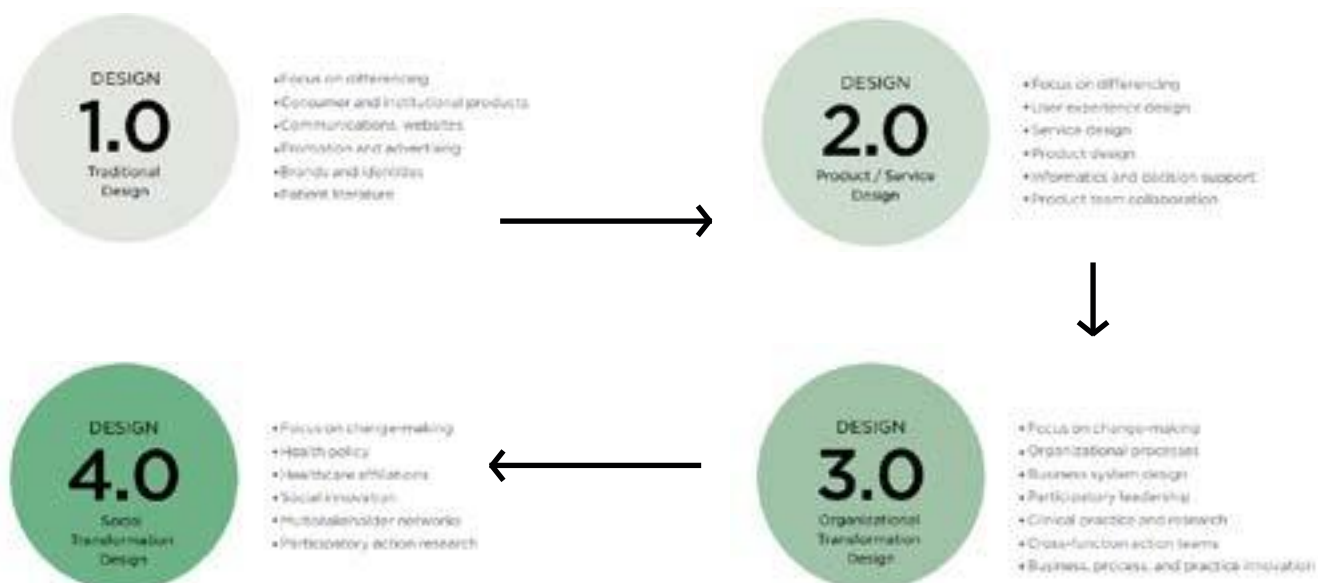 DESIGN
1.0
Traditional
Design
•Focus on differencing
•Consumer and institutional products
•Communications, websites
•Promotion and advertising
•Brands and identities
•Patient literature
DESIGN
2.0
Product / Service
Design
•Focus on differencing
•User experience design
•Service design
•Product design
•Informatics and decision support
•Product team collaboration
DESIGN
4.0
Social
Transformation
Design
•Focus on change-making
•Health policy
•Healthcare affiliations
•Social innovation
•Multistakeholder networks
•Participatory action research
DESIGN
3.0
Organizational
Transformation
Design
•Focus on change-making
•Organizational processes
•Business system design
•Participatory leadership
•Clinical practice and research
•Cross-function action teams
•Business, process, and practice innovation